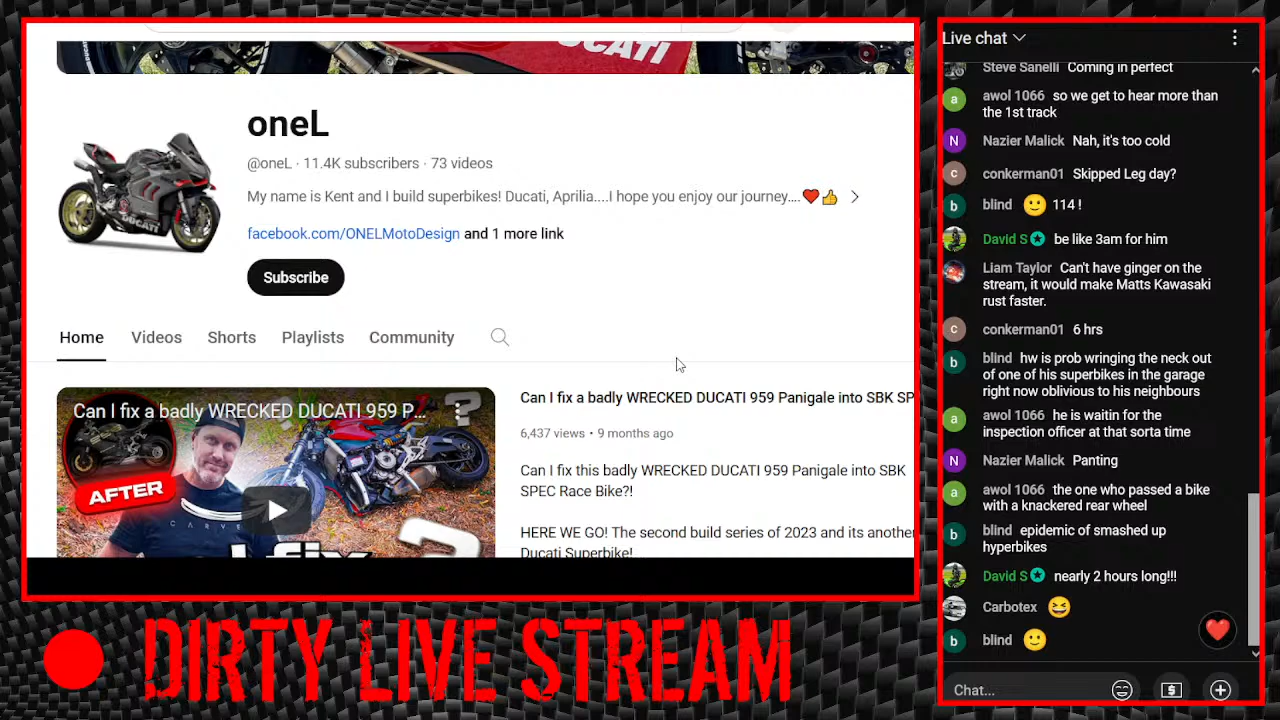 DUCATI
oneL
@oneL · 11.4K subscribers · 73 videos
My name is Kent and I build superbikes! Ducati, Aprilia....I hope you enjoy our journey....❤️👍
facebook.com/ONELMotoDesign and 1 more link
Subscribe
Home Videos Shorts Playlists Community
Can I fix a badly WRECKED DUCATI 959 P...
AFTER
CARVE
DUCATI
Can I fix a badly WRECKED DUCATI 959 Panigale into SBK SP
6,437 views • 9 months ago
Can I fix this badly WRECKED DUCATI 959 Panigale into SBK
SPEC Race Bike?!
HERE WE GO! The second build series of 2023 and its another
Ducati Superbike!
DIRTY LIVE STREAM
Live chat
Steve Sanelli Coming in perfect
a awol 1066 so we get to hear more than
the 1st track
N Nazier Malick Nah, it's too cold
c conkerman01 Skipped Leg day?
b blind 🙂 114 !
David S be like 3am for him
Liam Taylor Can't have ginger on the
stream, it would make Matts Kawasaki
rust faster.
c conkerman01 6 hrs
b blind hw is prob wringing the neck out
of one of his superbikes in the garage
right now oblivious to his neighbours
a awol 1066 he is waitin for the
inspection officer at that sorta time
N Nazier Malick Panting
a awol 1066 the one who passed a bike
with a knackered rear wheel
b blind epidemic of smashed up
hyperbikes
David S nearly 2 hours long!!!
Carbotex 😆
b blind 🙂
Chat...